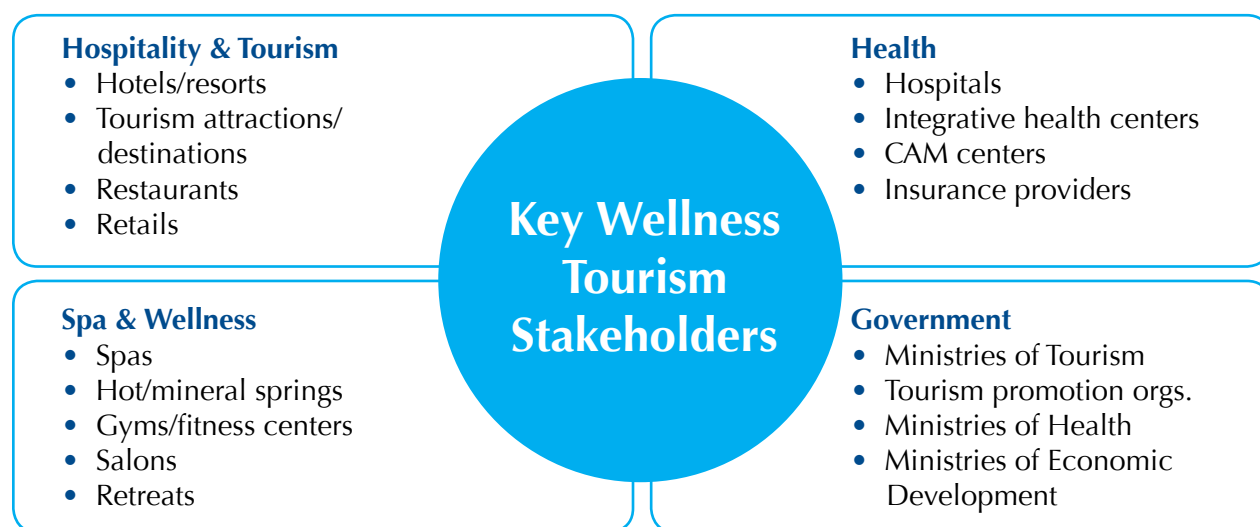 Hospitality & Tourism
• Hotels/resorts
• Tourism attractions/
destinations
• Restaurants
• Retails
Health
• Hospitals
• Integrative health centers
• CAM centers
• Insurance providers
Key Wellness
Tourism
Stakeholders
Spa & Wellness
• Spas
• Hot/mineral springs
• Gyms/fitness centers
• Salons
• Retreats
Government
• Ministries of Tourism
• Tourism promotion orgs.
• Ministries of Health
• Ministries of Economic
Development